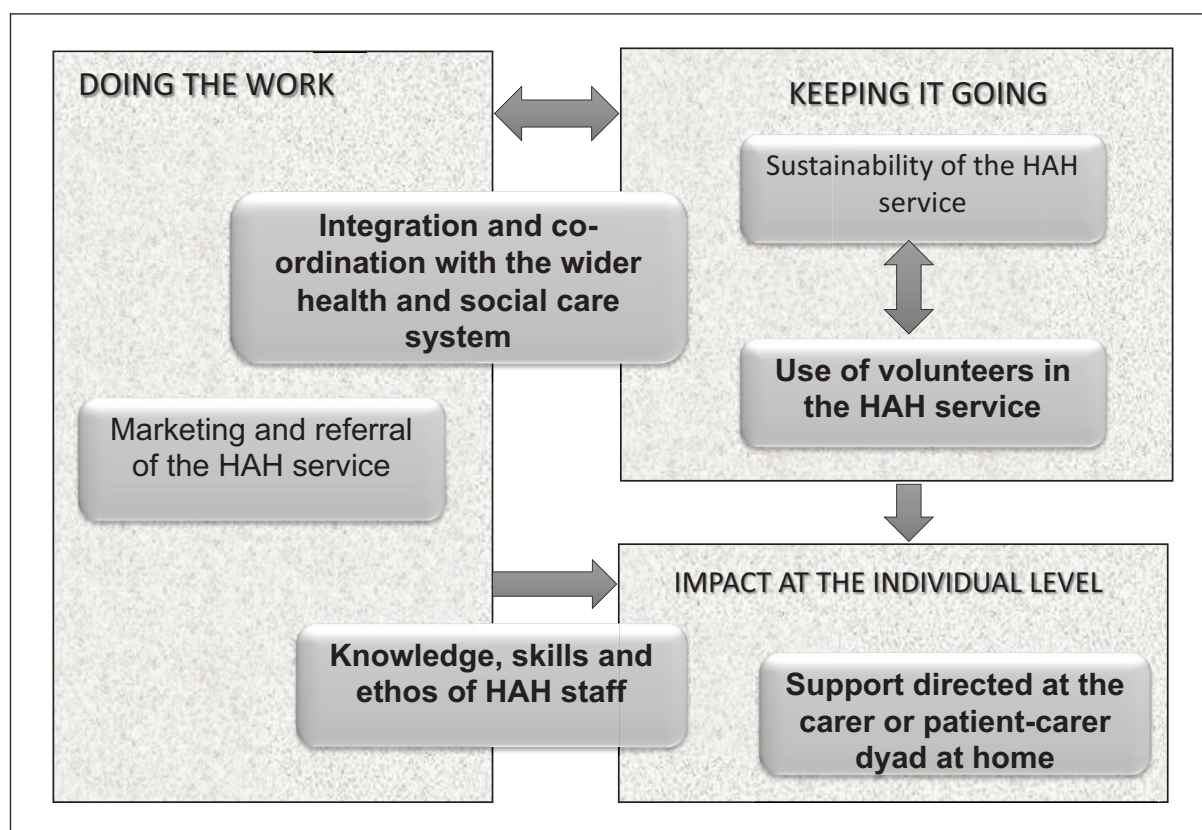 DOING THE WORK
KEEPING IT GOING
Sustainability of the HAH
service
Integration and co-
ordination with the wider
health and social care
system
Use of volunteers in
the HAH service
Marketing and referral
of the HAH service
IMPACT AT THE INDIVIDUAL LEVEL
Knowledge, skills and
ethos of HAH staff
Support directed at the
carer or patient-carer
dyad at home